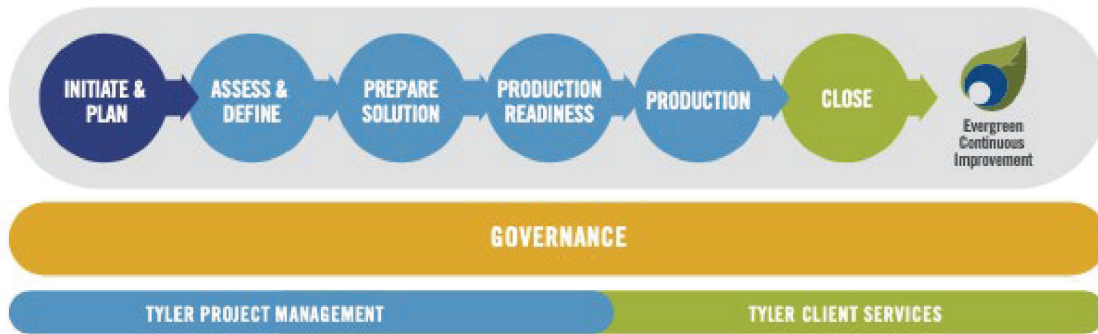 INITIATE &
PLAN
ASSESS &
DEFINE
PREPARE
SOLUTION
PRODUCTION
READINESS
PRODUCTION
CLOSE
Evergreen
Continuous
Improvement
GOVERNANCE
TYLER PROJECT MANAGEMENT
TYLER CLIENT SERVICES